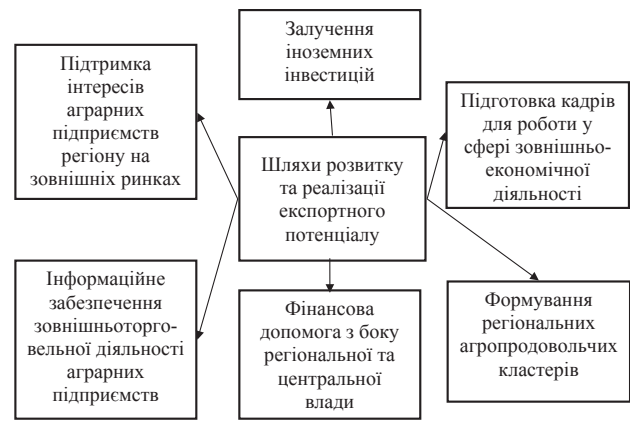 Залучення
іноземних
інвестицій
Підтримка
інтересів
аграрних
підприємств
регіону на
зовнішніх ринках
Підготовка кадрів
для роботи у
сфері зовнішньо-
економічної
діяльності
Шляхи розвитку
та реалізації
експортного
потенціалу
Інформаційне
забезпечення
зовнішньоторго-
вельної діяльності
аграрних
підприємств
Фінансова
допомога з боку
регіональної та
центральної
влади
Формування
регіональних
агропродовольчих
кластерів